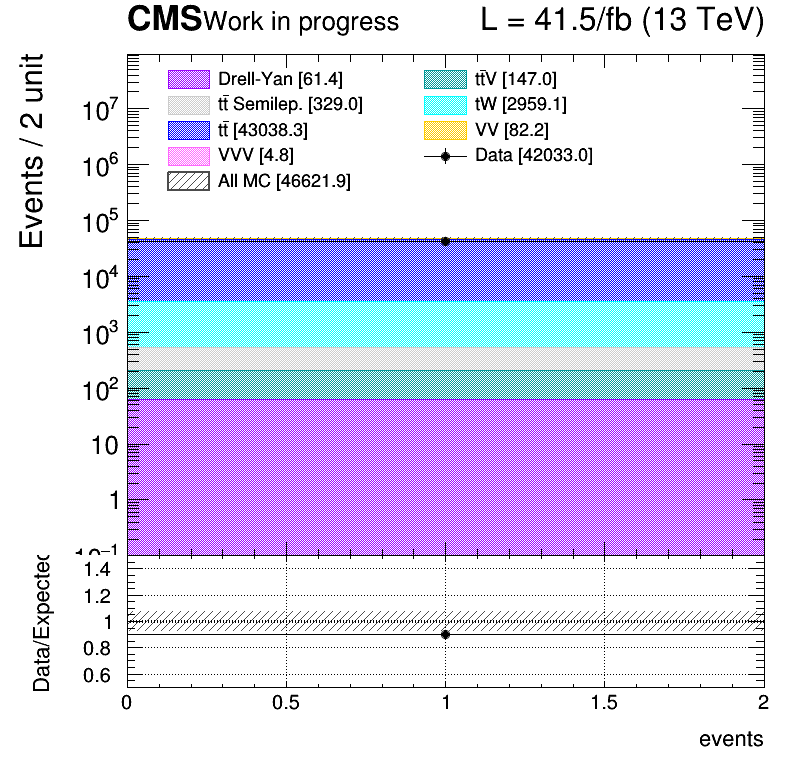 CMS Work in progress L = 41.5/fb (13 TeV)
Events / 2 unit
Drell-Yan [61.4]
tt̄V [147.0]
tt̄ Semilep. [329.0]
tW [2959.1]
tt̄ [43038.3]
VV [82.2]
VVV [4.8]
Data [42033.0]
All MC [46621.9]
10⁷
10⁶
10⁵
10⁴
10³
10²
10
1
10⁻¹
Data/Expected
1.4
1.2
1
0.8
0.6
0 0.5 1 1.5 2
events